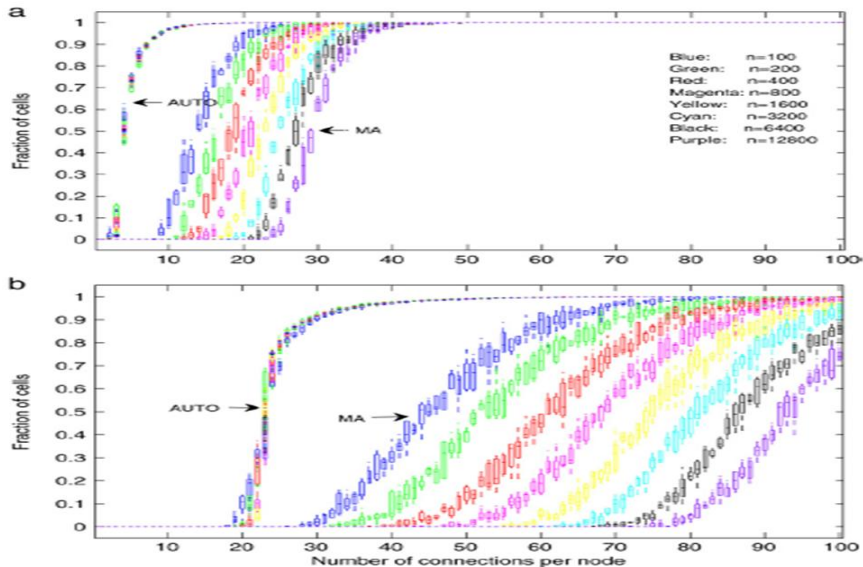 a
Fraction of cells
1
0.9
0.8
0.7
0.6
0.5
0.4
0.3
0.2
0.1
0
AUTO
MA
Blue: n=100
Green: n=200
Red: n=400
Magenta: n=800
Yellow: n=1600
Cyan: n=3200
Black: n=6400
Purple: n=12800
10 20 30 40 50 60 70 80 90 100
b
Fraction of cells
1
0.9
0.8
0.7
0.6
0.5
0.4
0.3
0.2
0.1
0
AUTO
MA
10 20 30 40 50 60 70 80 90 100
Number of connections per node